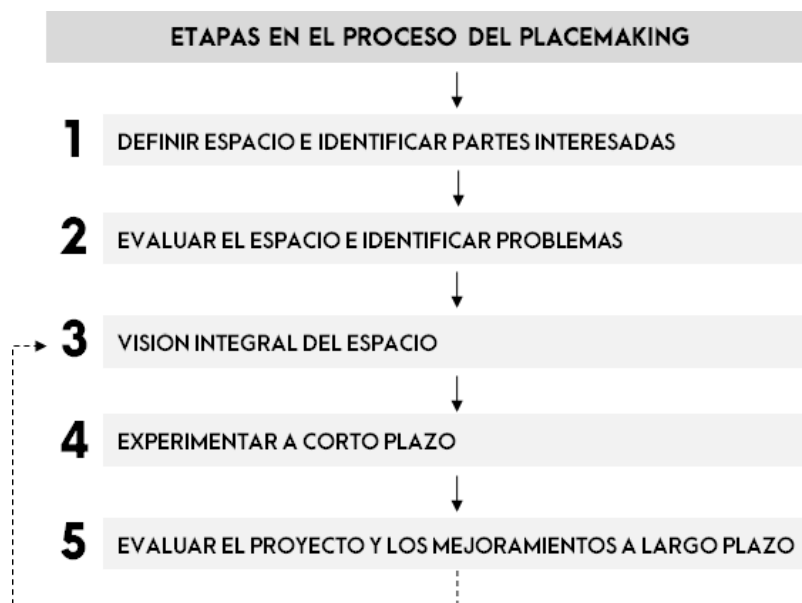 ETAPAS EN EL PROCESO DEL PLACEMAKING
1 DEFINIR ESPACIO E IDENTIFICAR PARTES INTERESADAS
2 EVALUAR EL ESPACIO E IDENTIFICAR PROBLEMAS
3 VISION INTEGRAL DEL ESPACIO
4 EXPERIMENTAR A CORTO PLAZO
5 EVALUAR EL PROYECTO Y LOS MEJORAMIENTOS A LARGO PLAZO